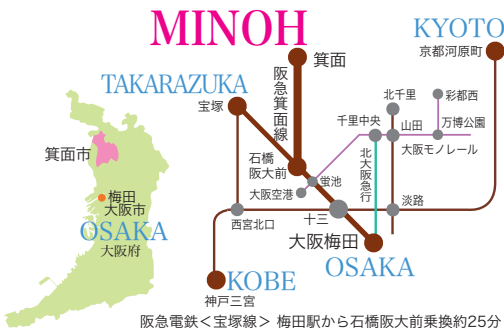 MINOH
KYOTO
京都河原町
箕面
TAKARAZUKA
宝塚
阪急箕面線
北千里
彩都西
千里中央
山田
万博公園
大阪モノレール
箕面市
石橋
阪大前
蛍池
大阪空港
北大阪急行
梅田
大阪市
OSAKA
大阪府
西宮北口
十三
淡路
大阪梅田
OSAKA
KOBE
神戸三宮
阪急電鉄＜宝塚線＞ 梅田駅から石橋阪大前乗換約25分